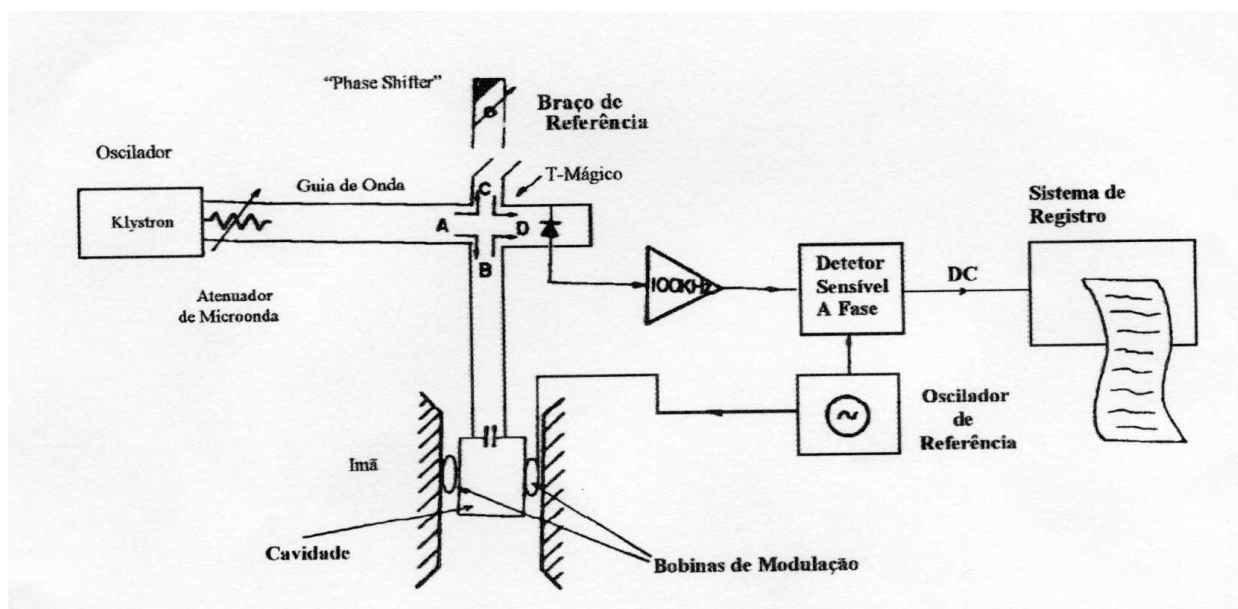 “Phase Shifter”
Braço de
Referência
Oscilador
T-Mágico
Guia de Onda
Klystron
C
A
D
B
Sistema de
Registro
100KHz
Detetor
Sensível
A Fase
DC
Atenuador
de Microonda
Oscilador
de
Referência
Imã
Cavidade
Bobinas de Modulação